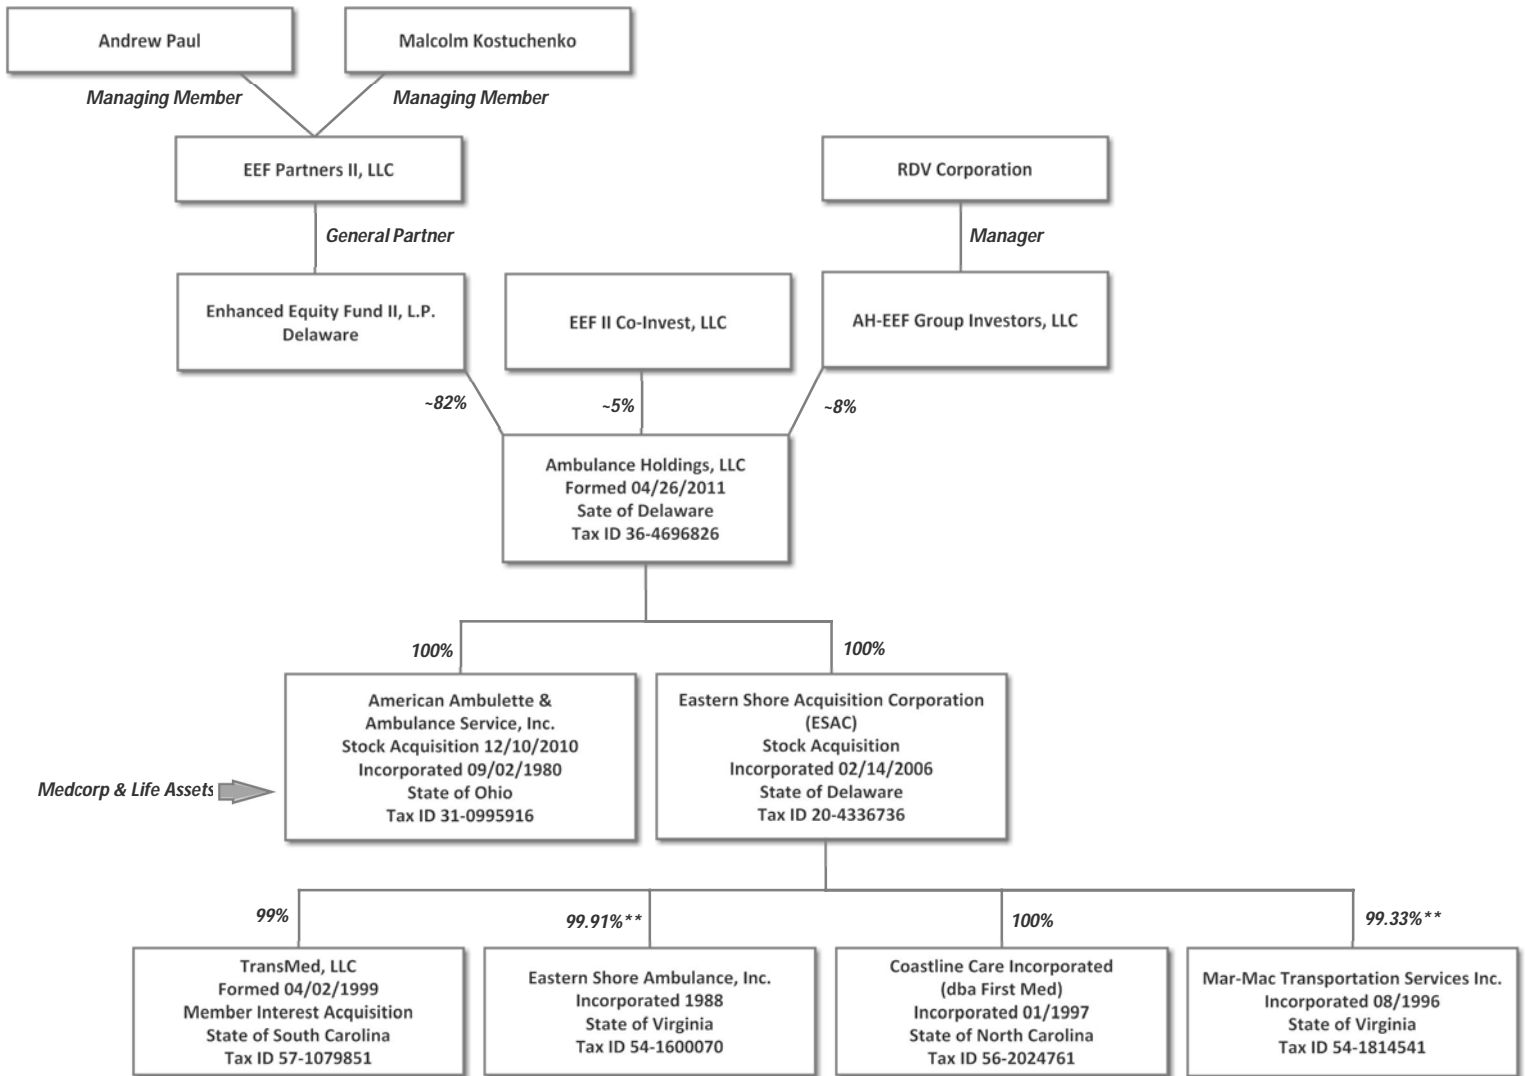 Andrew Paul
Malcolm Kostuchenko
Managing Member
Managing Member
EEF Partners II, LLC
RDV Corporation
General Partner
Manager
Enhanced Equity Fund II, L.P.
Delaware
EEF II Co-Invest, LLC
AH-EEF Group Investors, LLC
~82%
~5%
~8%
Ambulance Holdings, LLC
Formed 04/26/2011
Sate of Delaware
Tax ID 36-4696826
100%
100%
American Ambulette &
Ambulance Service, Inc.
Stock Acquisition 12/10/2010
Incorporated 09/02/1980
State of Ohio
Tax ID 31-0995916
Eastern Shore Acquisition Corporation
(ESAC)
Stock Acquisition
Incorporated 02/14/2006
State of Delaware
Tax ID 20-4336736
Medcorp & Life Assets
99%
99.91%**
100%
99.33%**
TransMed, LLC
Formed 04/02/1999
Member Interest Acquisition
State of South Carolina
Tax ID 57-1079851
Eastern Shore Ambulance, Inc.
Incorporated 1988
State of Virginia
Tax ID 54-1600070
Coastline Care Incorporated
(dba First Med)
Incorporated 01/1997
State of North Carolina
Tax ID 56-2024761
Mar-Mac Transportation Services Inc.
Incorporated 08/1996
State of Virginia
Tax ID 54-1814541